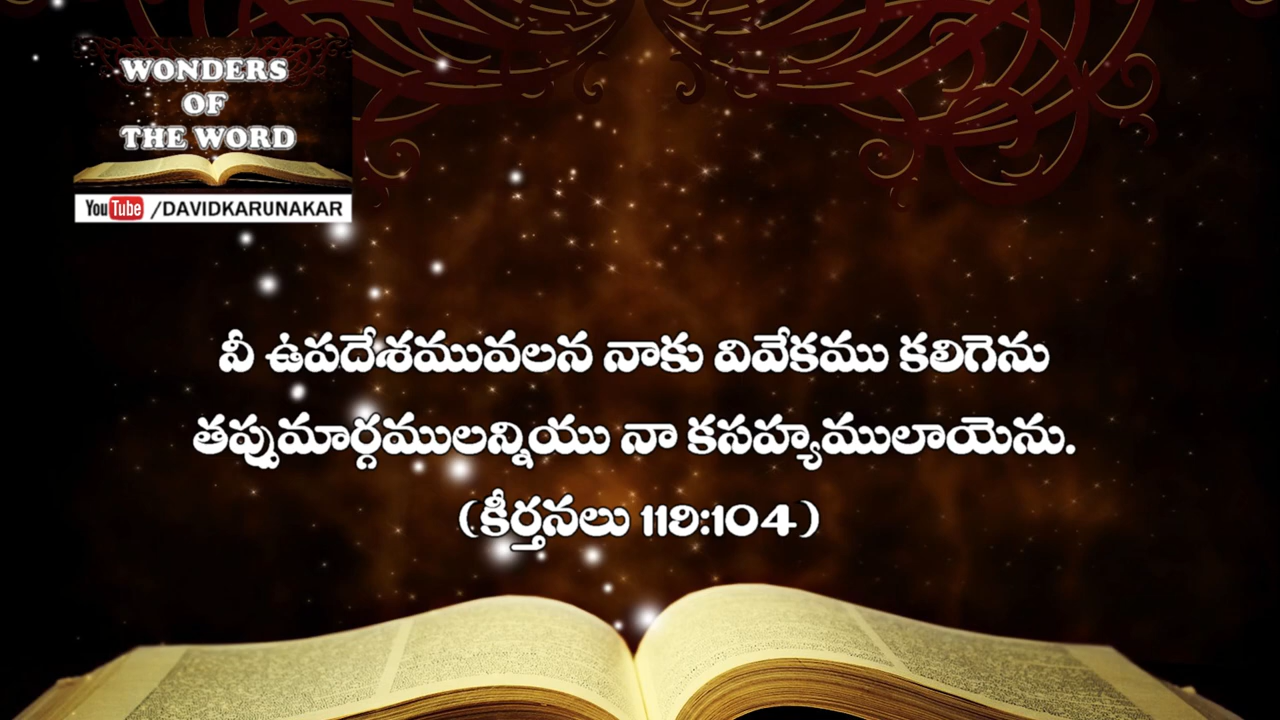 WONDERS
OF
THE WORD
YouTube /DAVIDKARUNAKAR
నీ ఉపదేశమువలన నాకు వివేకము కలిగెను
తప్పుమార్గములన్నియు నా కసహ్యములాయెను.
(కీర్తనలు 119:104)